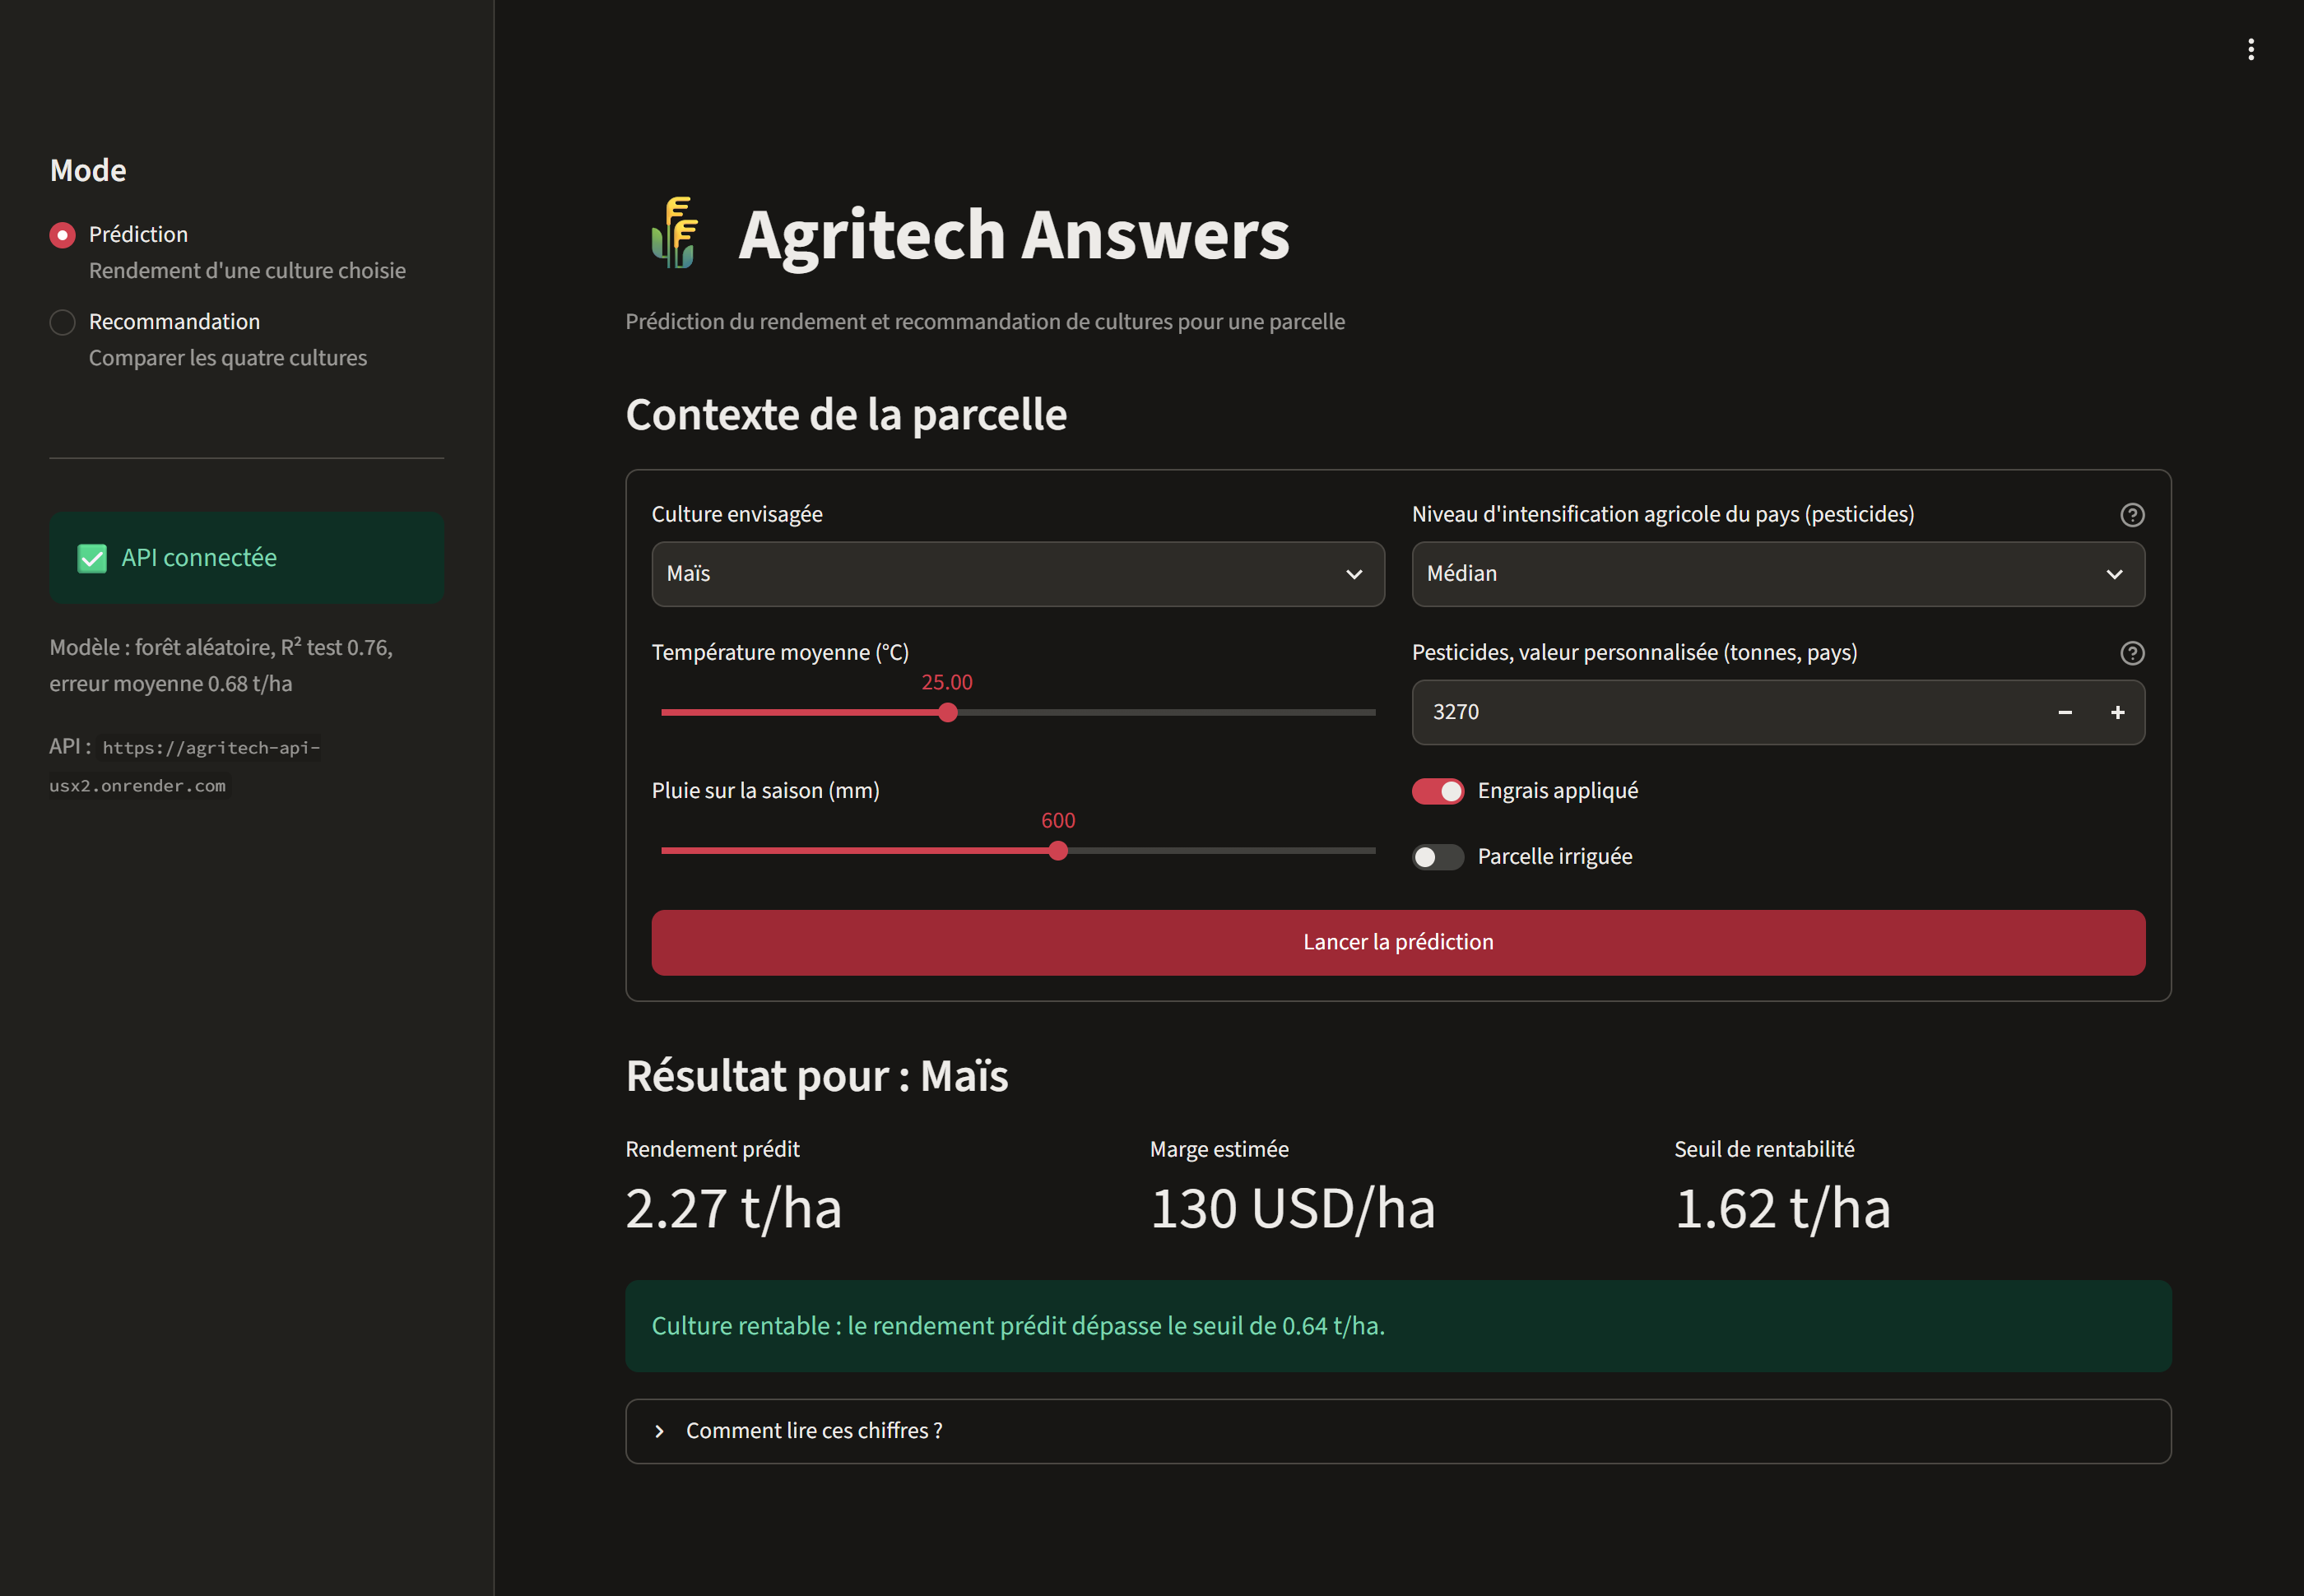 Mode
Prédiction
Rendement d'une culture choisie
Recommandation
Comparer les quatre cultures
API connectée
Modèle : forêt aléatoire, R² test 0.76,
erreur moyenne 0.68 t/ha
API : https://agritech-api-
usx2.onrender.com
Agritech Answers
Prédiction du rendement et recommandation de cultures pour une parcelle
Contexte de la parcelle
Culture envisagée
Maïs
Température moyenne (°C)
25.00
Pluie sur la saison (mm)
600
Niveau d'intensification agricole du pays (pesticides)
Médian
Pesticides, valeur personnalisée (tonnes, pays)
3270
Engrais appliqué
Parcelle irriguée
Lancer la prédiction
Résultat pour : Maïs
Rendement prédit
2.27 t/ha
Marge estimée
130 USD/ha
Seuil de rentabilité
1.62 t/ha
Culture rentable : le rendement prédit dépasse le seuil de 0.64 t/ha.
Comment lire ces chiffres ?